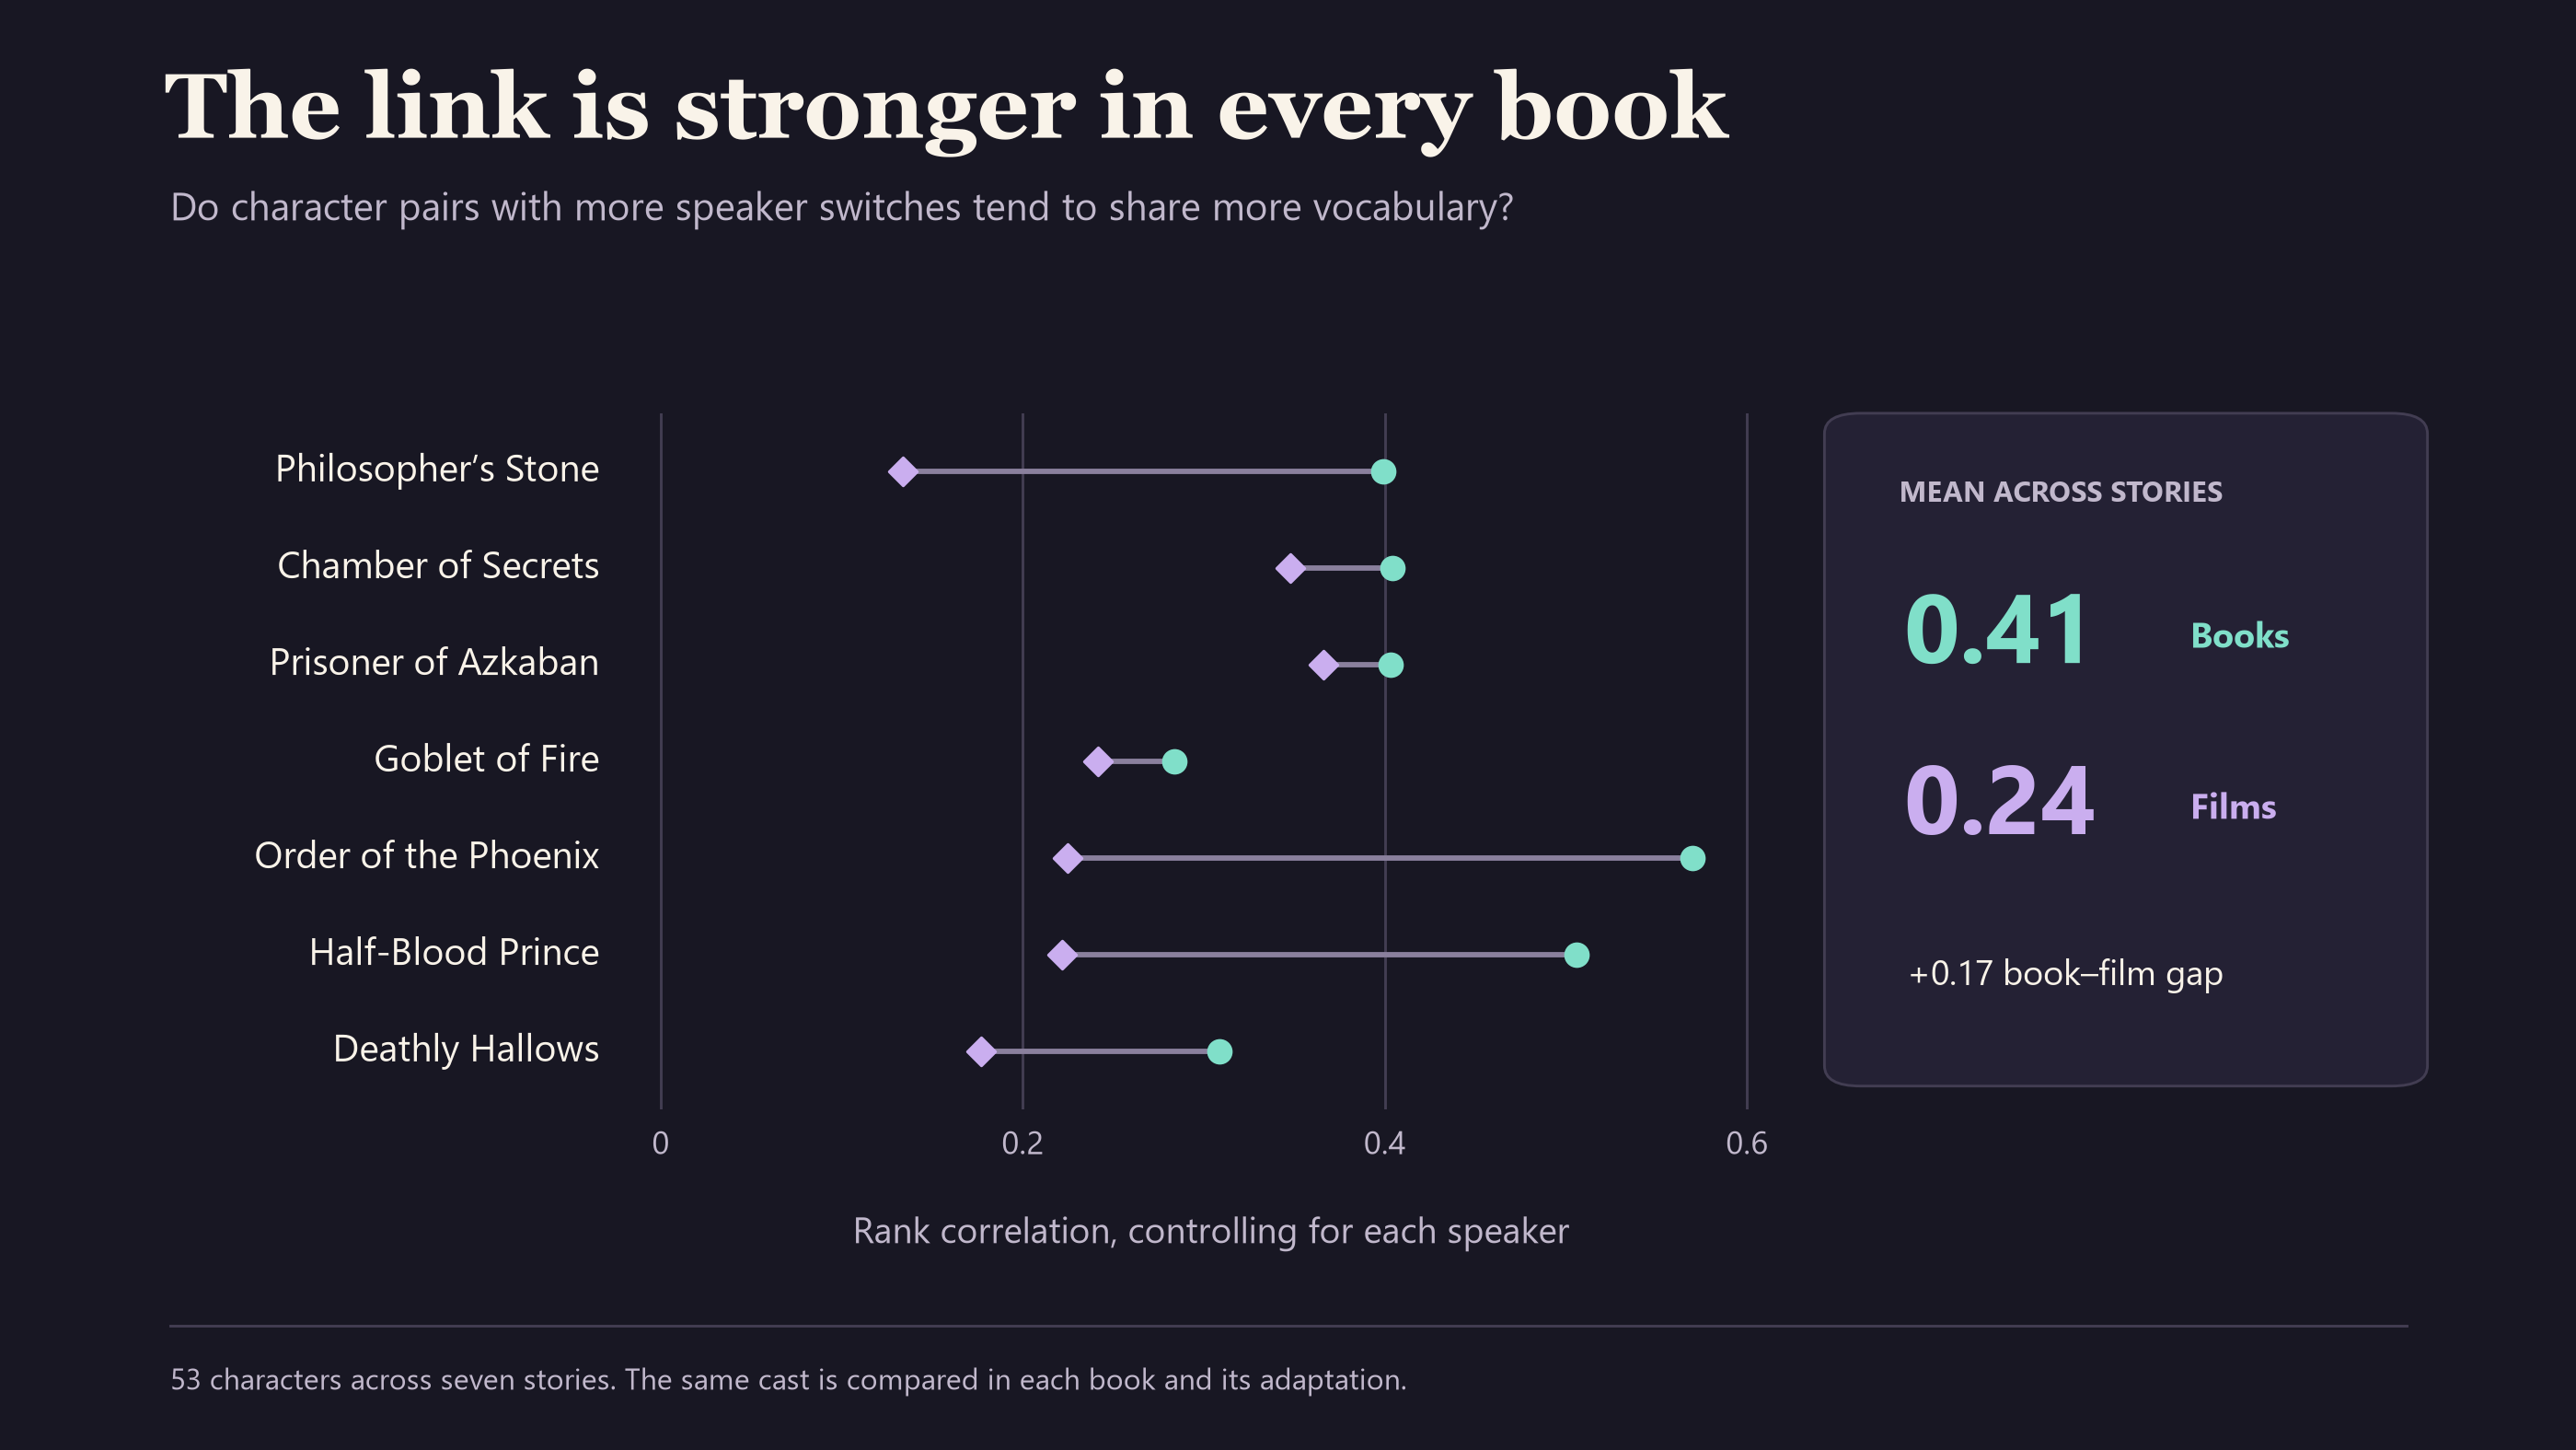 The link is stronger in every book
Do character pairs with more speaker switches tend to share more vocabulary?
Philosopher’s Stone
Chamber of Secrets
Prisoner of Azkaban
Goblet of Fire
Order of the Phoenix
Half-Blood Prince
Deathly Hallows
0 0.2 0.4 0.6
Rank correlation, controlling for each speaker
MEAN ACROSS STORIES
0.41 Books
0.24 Films
+0.17 book–film gap
53 characters across seven stories. The same cast is compared in each book and its adaptation.